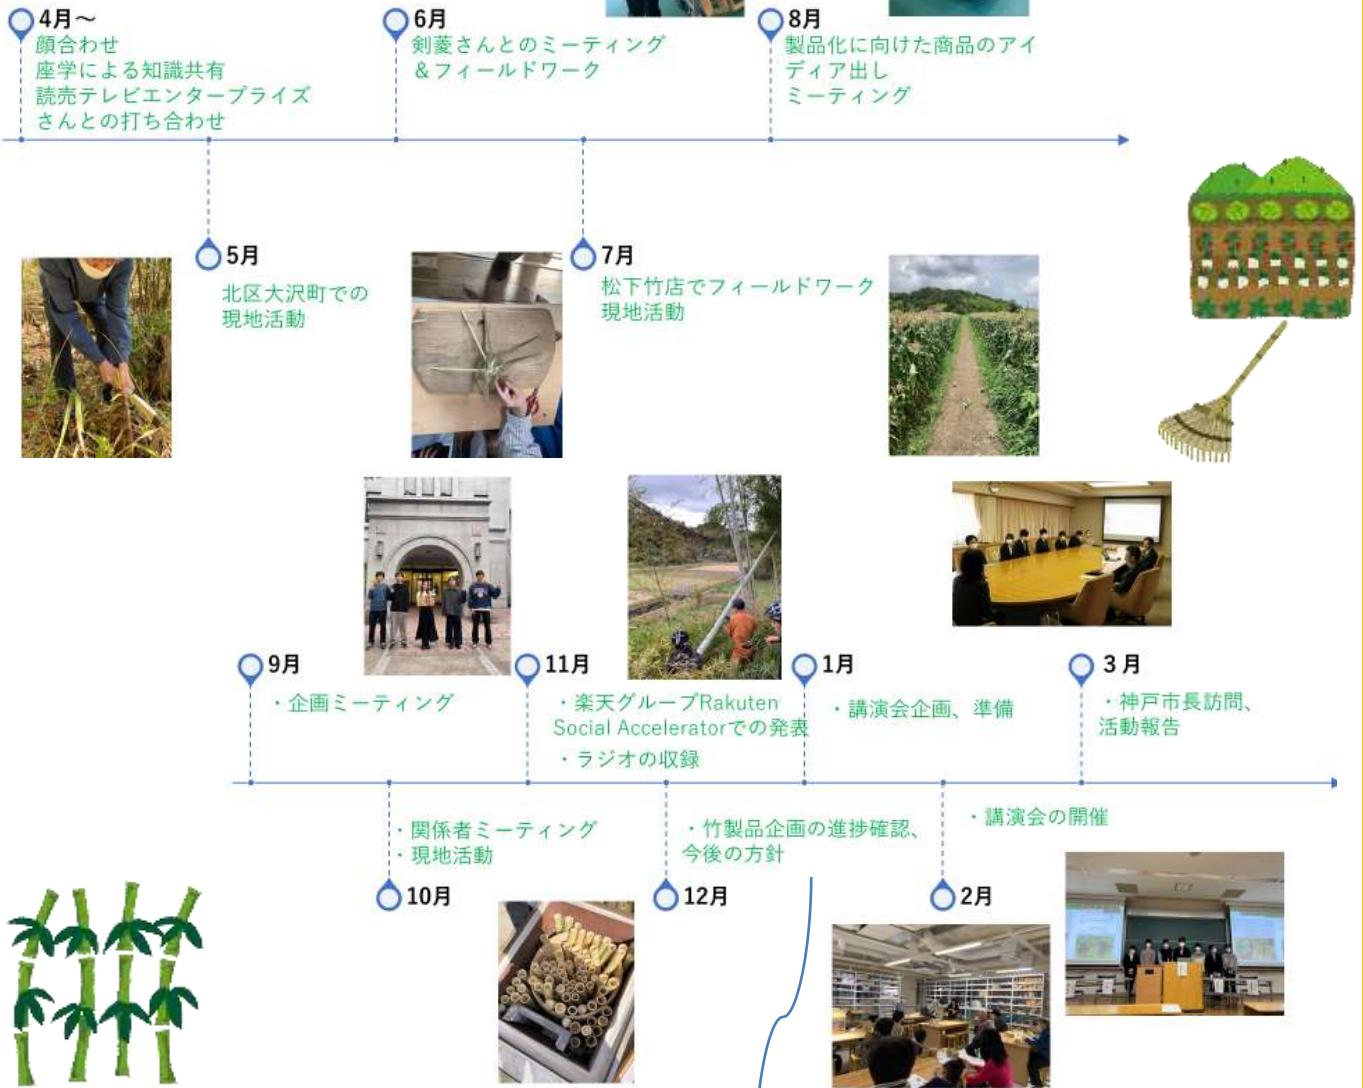 4月～
顔合わせ
座学による知識共有
読売テレビエンタープライズ
さんとの打ち合わせ
6月
剣菱さんとのミーティング
＆フィールドワーク
8月
製品化に向けた商品のアイ
ディア出し
ミーティング
5月
北区大沢町での
現地活動
7月
松下竹店でフィールドワーク
現地活動
9月
・企画ミーティング
11月
・楽天グループRakuten
Social Acceleratorでの発表
・ラジオの収録
1月
・講演会企画、準備
3月
・神戸市長訪問、
活動報告
・関係者ミーティング
・現地活動
10月
・竹製品企画の進捗確認、
今後の方針
12月
・講演会の開催
2月